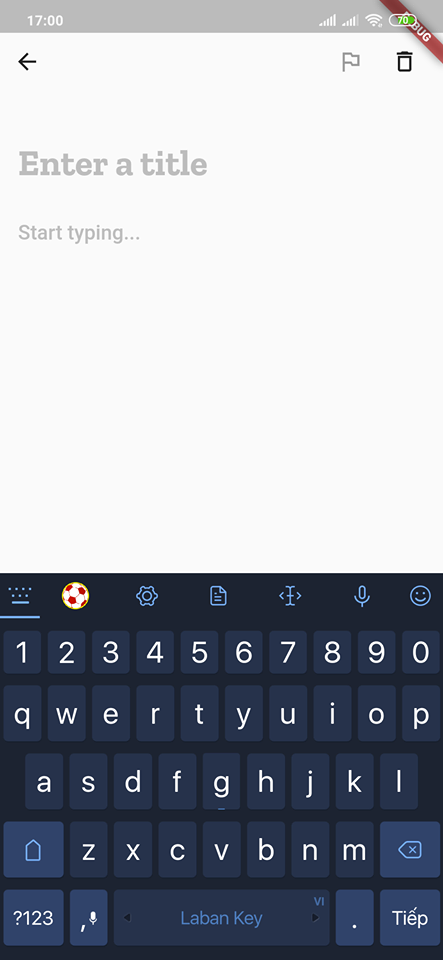 17:00
70
Enter a title
Start typing...
1 2 3 4 5 6 7 8 9 0
q w e r t y u i o p
a s d f g h j k l
z x c v b n m
VI
?123 , Laban Key . Tiếp